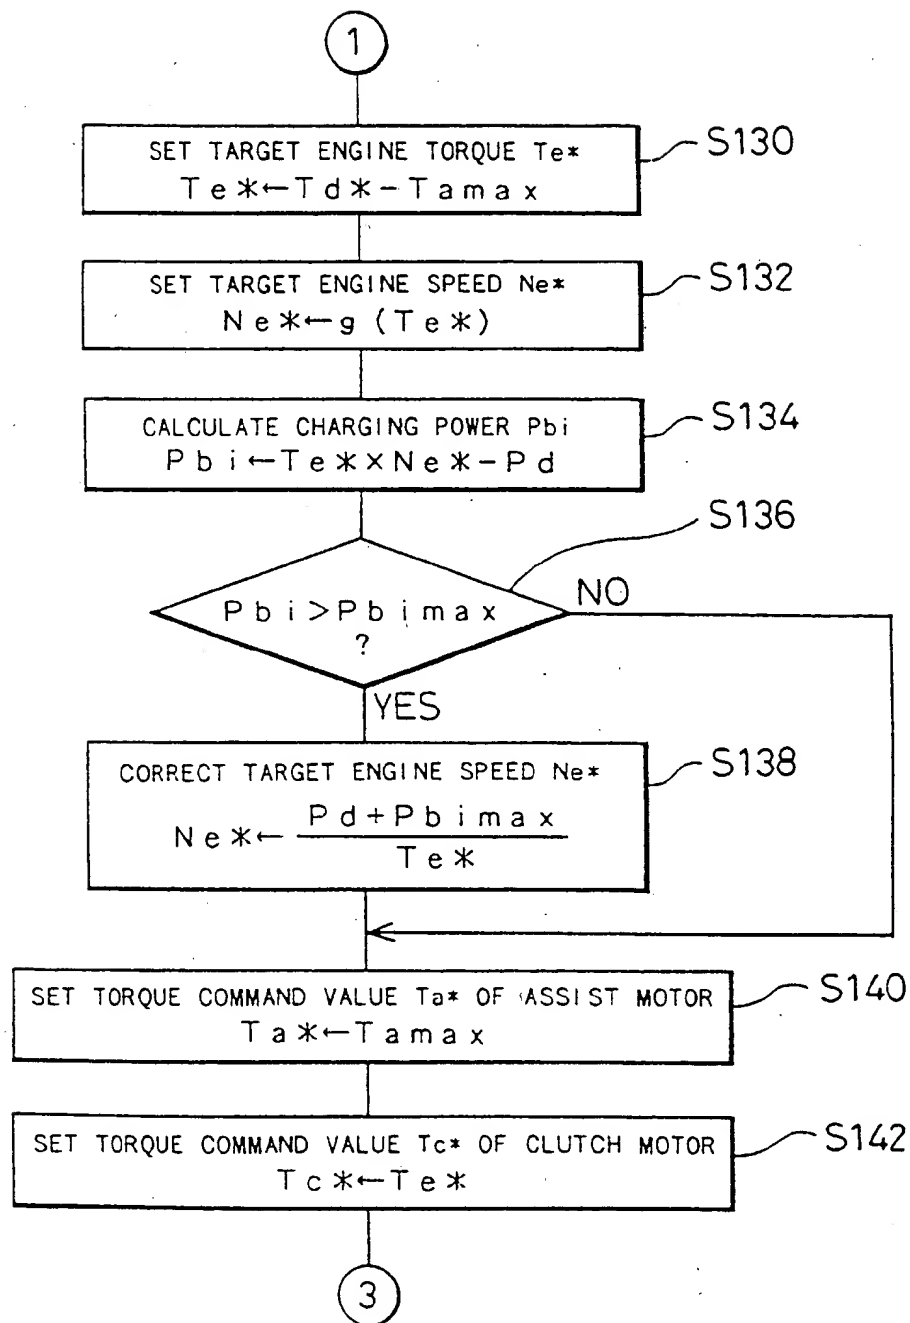 1
SET TARGET ENGINE TORQUE Te*
Te*←Td*-Tamax
S130
SET TARGET ENGINE SPEED Ne*
Ne*←g(Te*)
S132
CALCULATE CHARGING POWER Pbi
Pbi←Te*×Ne*-Pd
S134
S136
Pbi>Pbimax
?
NO
YES
CORRECT TARGET ENGINE SPEED Ne*
S138
Pd+Pbimax
Ne*←
Te*
SET TORQUE COMMAND VALUE Ta* OF ASSIST MOTOR
Ta*←Tamax
S140
SET TORQUE COMMAND VALUE Tc* OF CLUTCH MOTOR
Tc*←Te*
S142
3